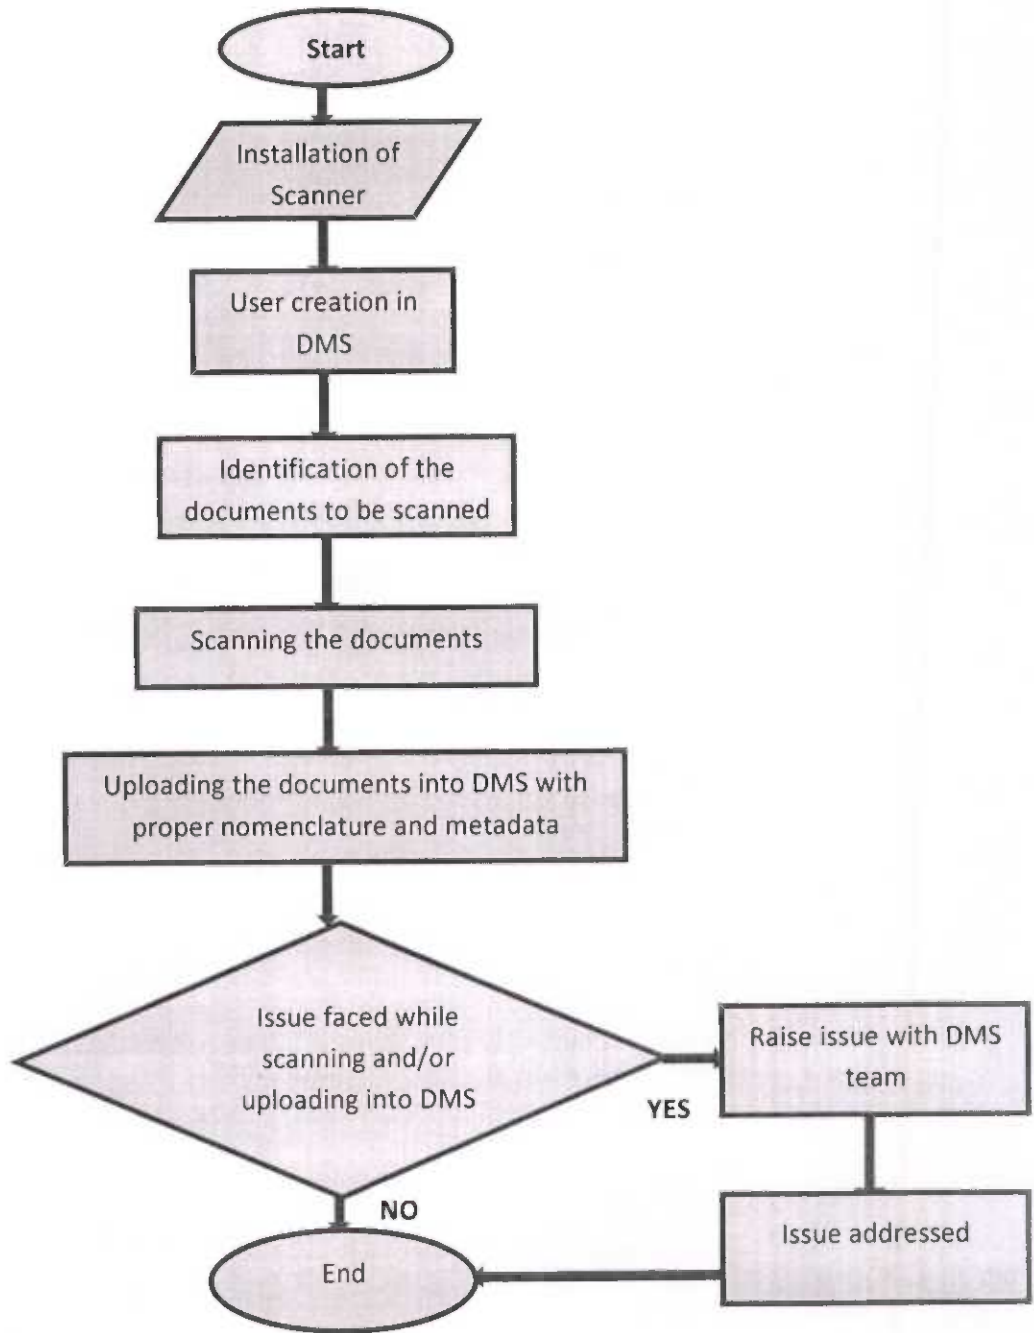 Start
Installation of
Scanner
User creation in
DMS
Identification of the
documents to be scanned
Scanning the documents
Uploading the documents into DMS with
proper nomenclature and metadata
Issue faced while
scanning and/or
uploading into DMS
YES
Raise issue with DMS
team
NO
Issue addressed
End